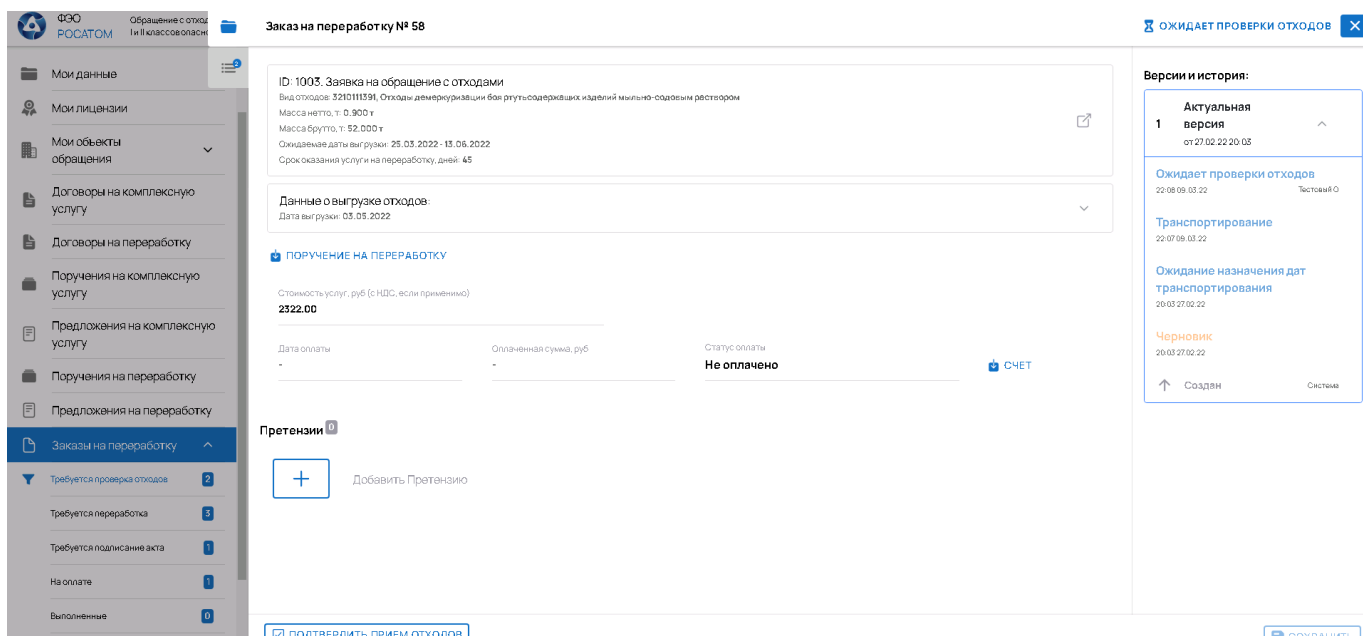 ФЭО
РОСАТОМ
Обращение с отход
I и II классов опасно
Мои данные
Мои лицензии
Мои объекты
обращения
Договоры на комплексную
услугу
Договоры на переработку
Поручения на комплексную
услугу
Предложения на комплексную
услугу
Поручения на переработку
Предложения на переработку
Заказы на переработку
Требуется проверка отходов 2
Требуется переработка 3
Требуется подписание акта 1
На оплате 1
Выполненные 0
Заказ на переработку № 58
ОЖИДАЕТ ПРОВЕРКИ ОТХОДОВ
ID: 1003. Заявка на обращение с отходами
Вид отходов: 3210111391, Отходы демеркуризации боя ртутьсодержащих изделий мыльно-содовым раствором
Масса нетто, т: 0.900 т
Масса брутто, т: 52.000 т
Ожидаемые даты выгрузки: 25.03.2022 - 13.06.2022
Срок оказания услуги на переработку, дней: 45
Данные о выгрузке отходов:
Дата выгрузки: 03.05.2022
ПОРУЧЕНИЕ НА ПЕРЕРАБОТКУ
Стоимость услуг, руб (с НДС, если применимо)
2322.00
Дата оплаты
-
Оплаченная сумма, руб
-
Статус оплаты
Не оплачено
СЧЕТ
Претензии 0
Добавить Претензию
ПОДТВЕРДИТЬ ПРИЕМ ОТХОДОВ
СОХРАНИТЬ
Версии и история:
1
Актуальная
версия
от 27.02.22 20:03
Ожидает проверки отходов
22:08 09.03.22 Тестовый О
Транспортирование
22:07 09.03.22
Ожидание назначения дат
транспортирования
20:03 27.02.22
Черновик
20:03 27.02.22
Создан Система